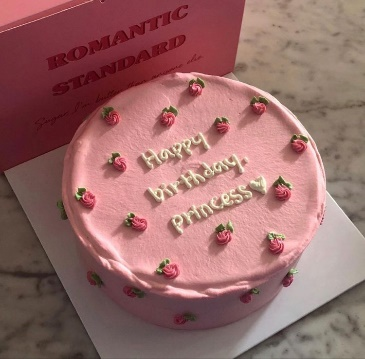 ROMANTIC
STANDARD
Happy
birthday,
princess♡